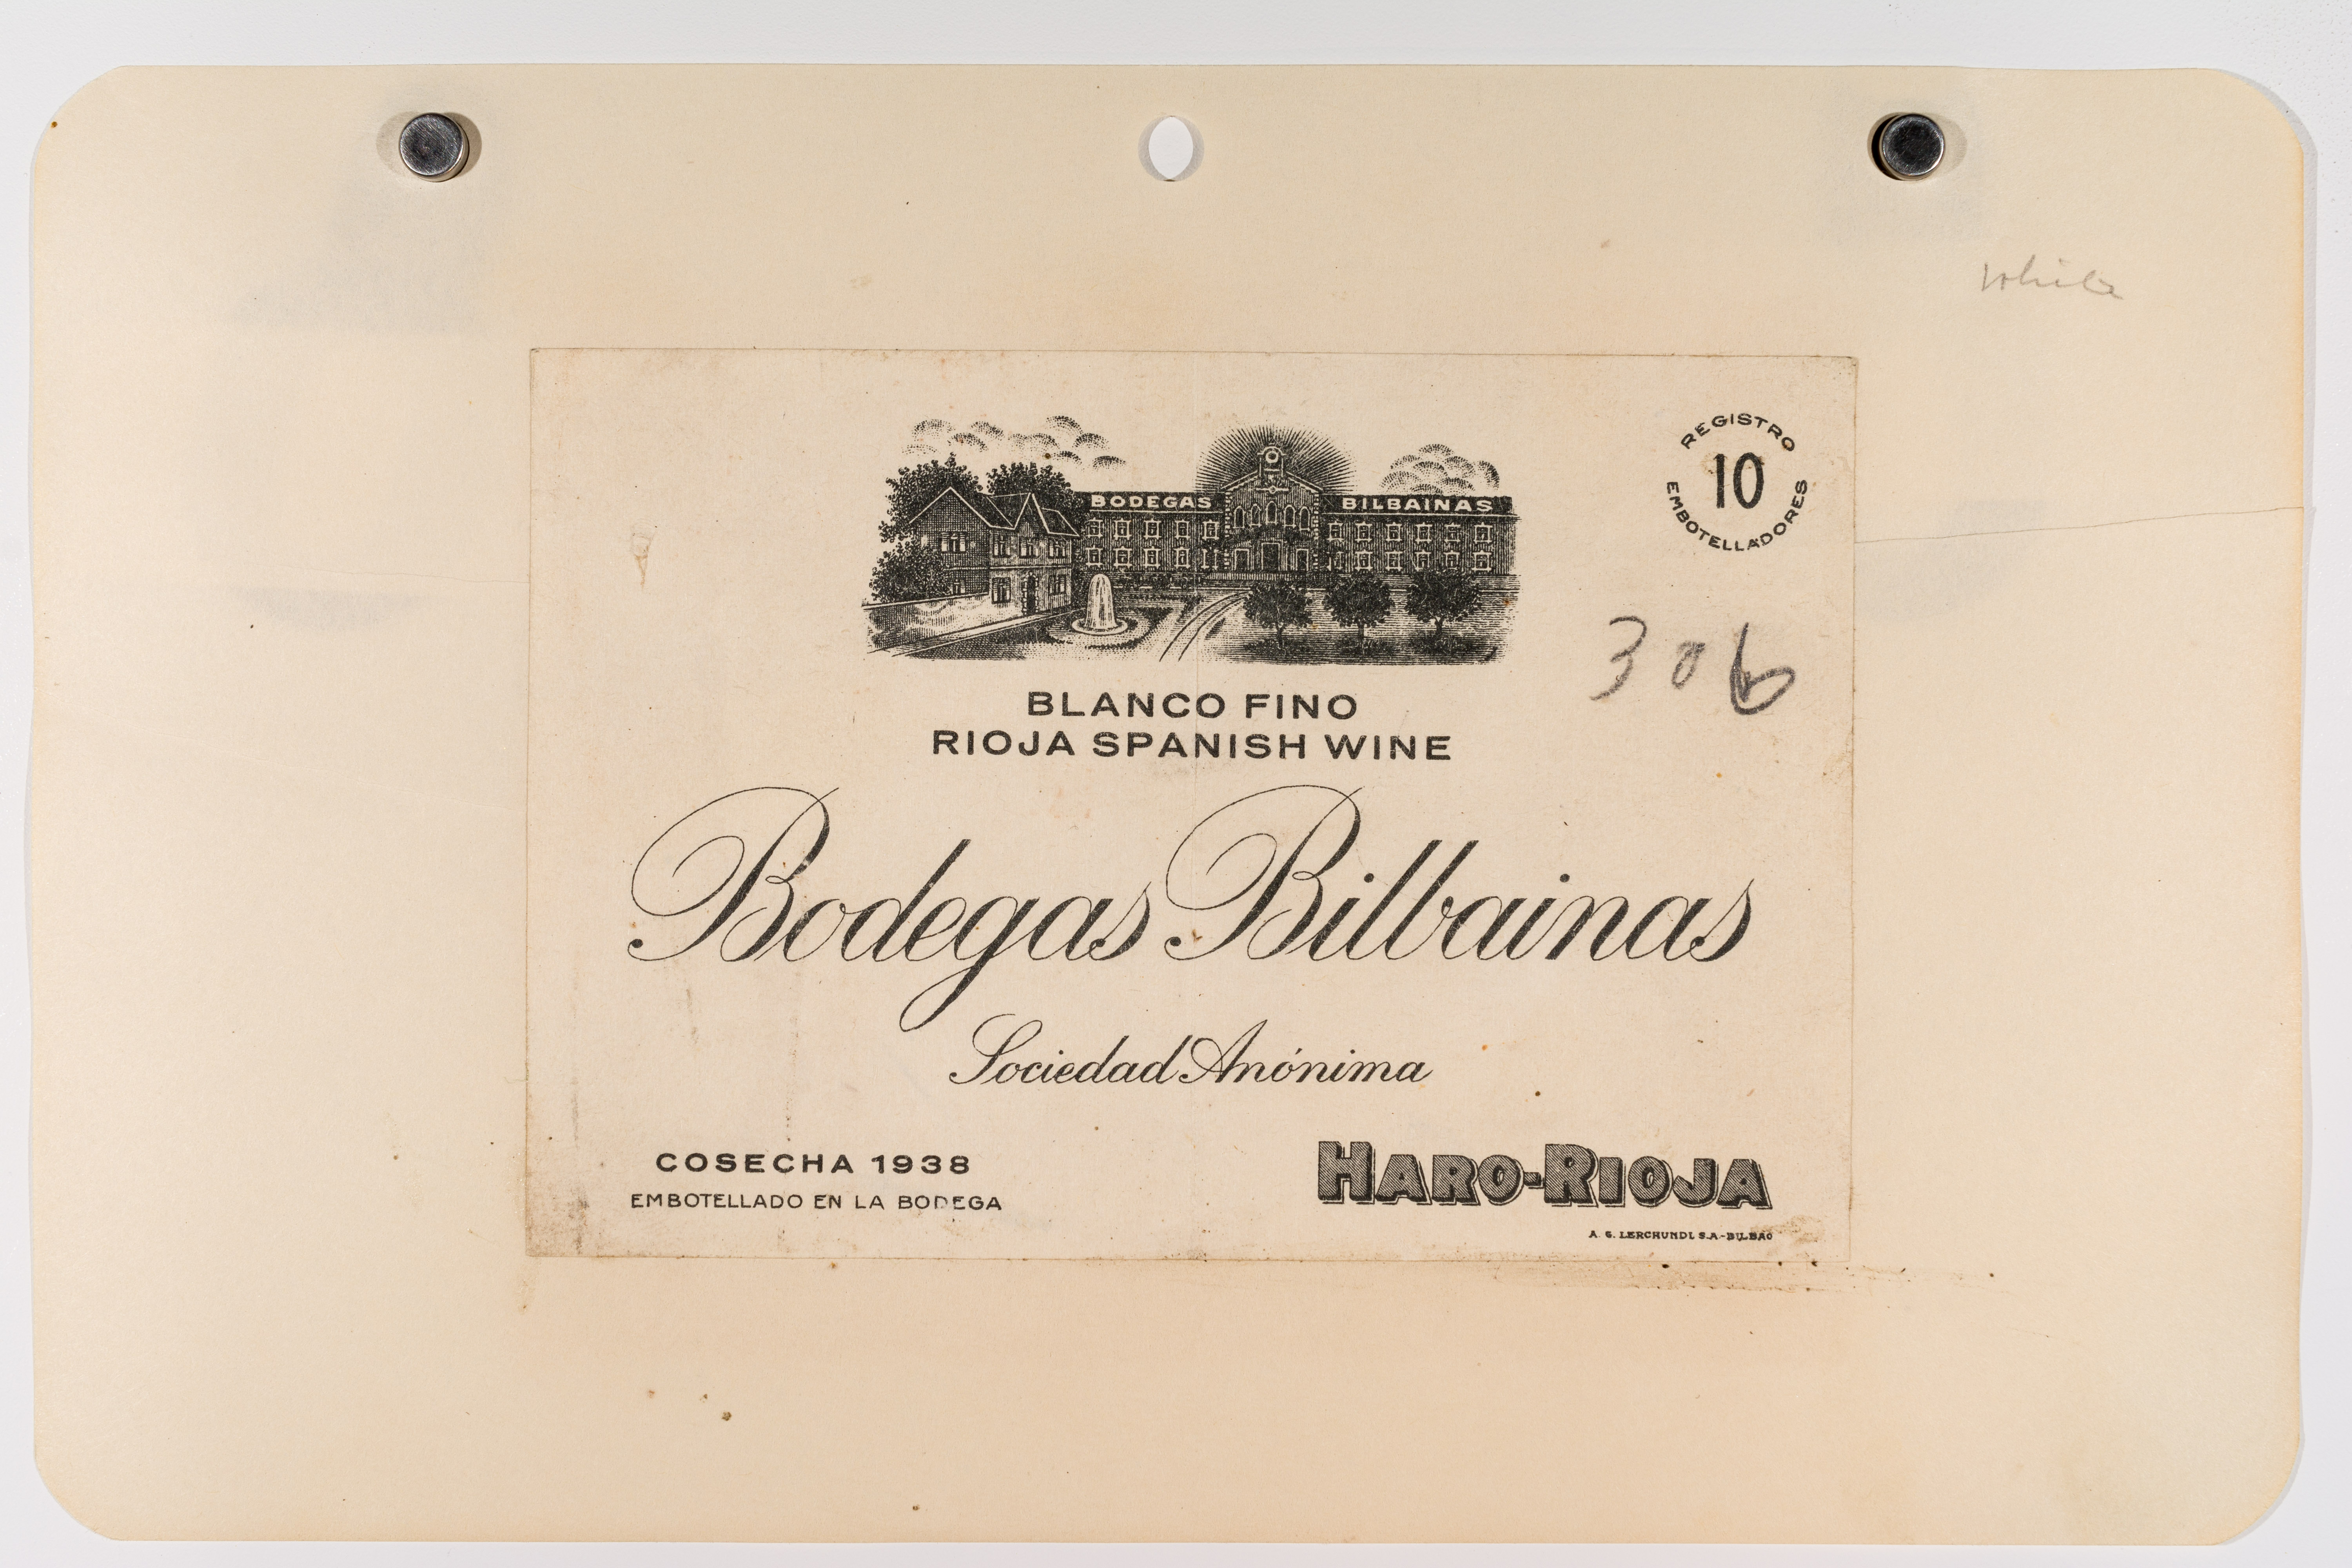 White
BODEGAS BILBAINAS
REGISTRO
10
EMBOTELLADORES
306
BLANCO FINO
RIOJA SPANISH WINE
Bodegas Bilbainas
Sociedad Anónima
COSECHA 1938
EMBOTELLADO EN LA BODEGA
HARO-RIOJA
A. G. LERCHUNDI, S.A.-BILBAO